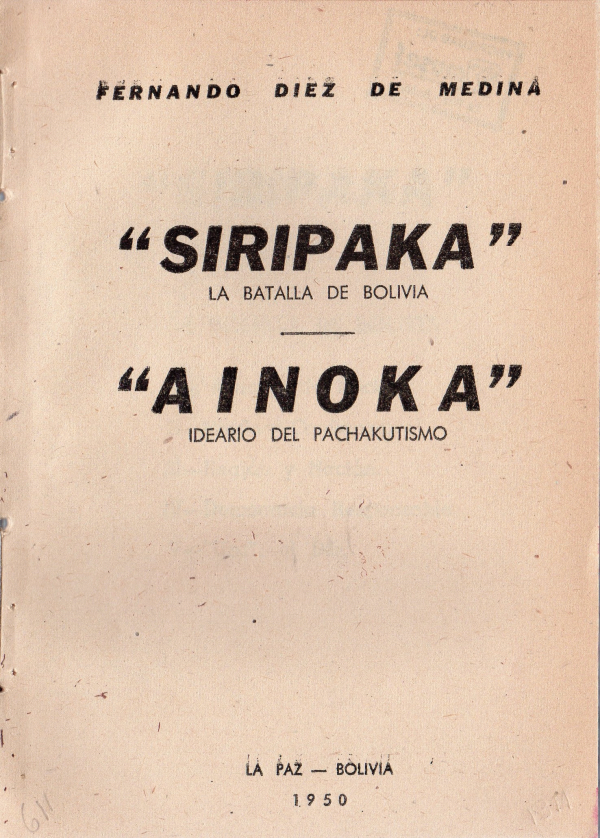 FERNANDO DIEZ DE MEDINA
“SIRIPAKA”
LA BATALLA DE BOLIVIA
“AINOKA”
IDEARIO DEL PACHAKUTISMO
LA PAZ — BOLIVIA
1950